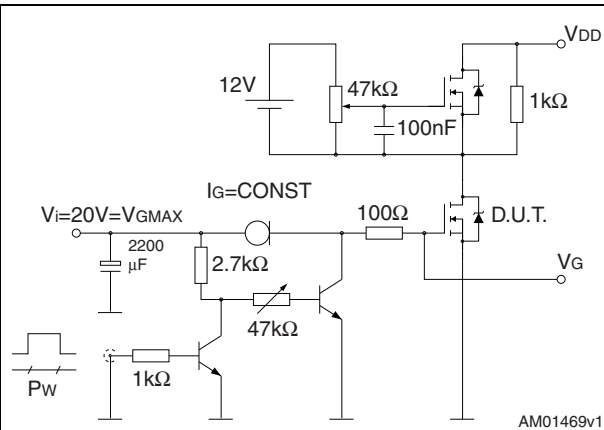 VDD
12V
47kΩ
1kΩ
100nF
IG=CONST
Vi=20V=VGMAX
100Ω
D.U.T.
2200
μF
2.7kΩ
VG
47kΩ
1kΩ
PW
AM01469v1